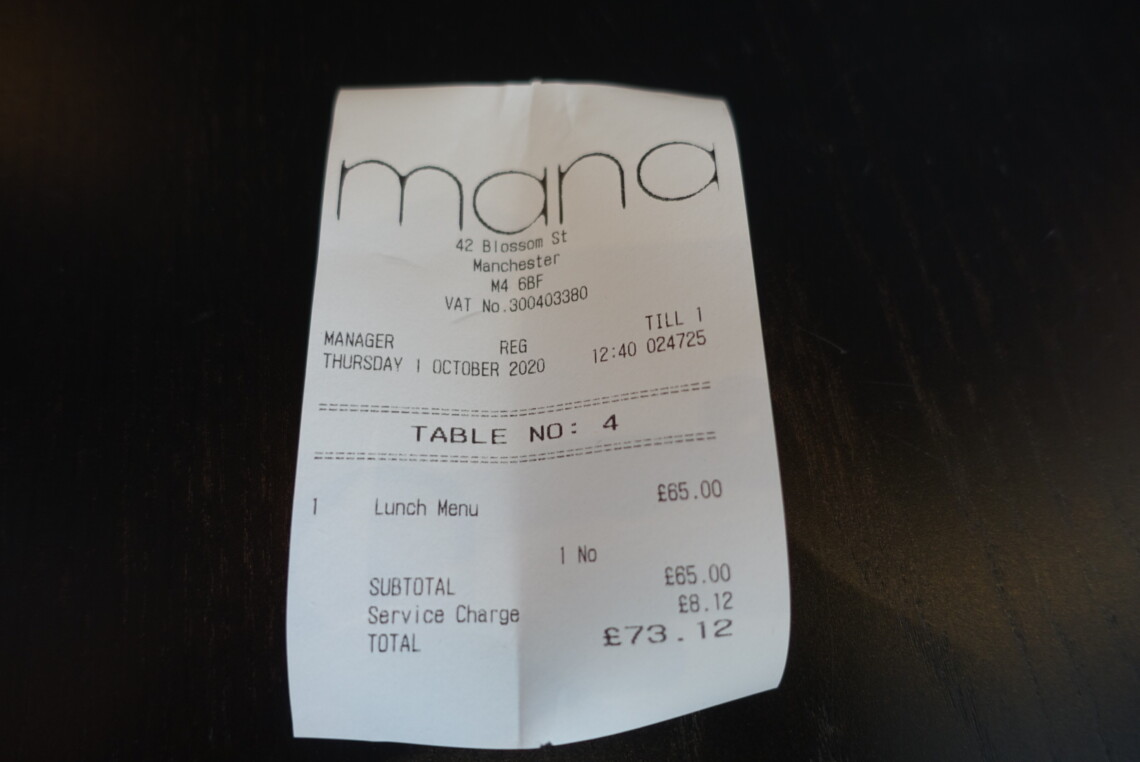 mana
42 Blossom St
Manchester
M4 6BF
VAT No.300403380
TILL 1
MANAGER REG 12:40 024725
THURSDAY 1 OCTOBER 2020
TABLE NO: 4
1 Lunch Menu £65.00
1 No
SUBTOTAL £65.00
Service Charge £8.12
TOTAL £73.12